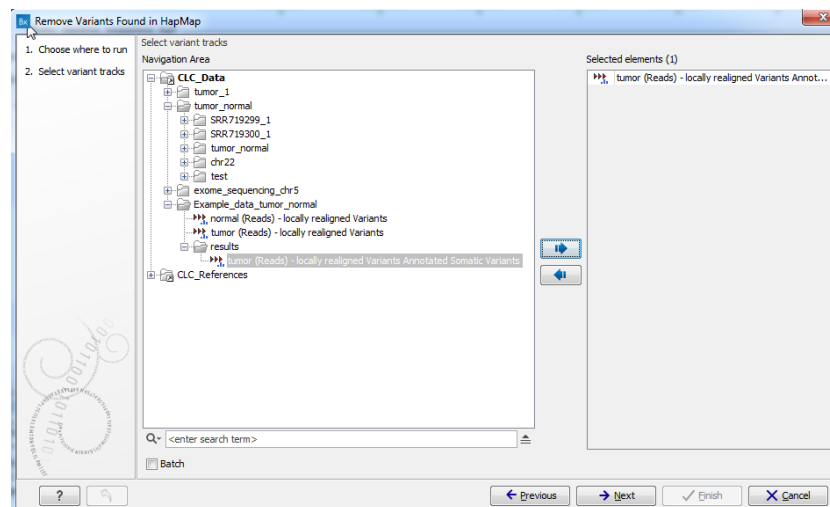 Remove Variants Found in HapMap
1. Choose where to run
2. Select variant tracks
Select variant tracks
Navigation Area
CLC_Data
tumor_1
tumor_normal
SRR719299_1
SRR719300_1
tumor_normal
chr22
test
exome_sequencing_chr5
Example_data_tumor_normal
normal (Reads) - locally realigned Variants
tumor (Reads) - locally realigned Variants
results
tumor (Reads) - locally realigned Variants Annotated Somatic Variants
CLC_References
<enter search term>
Batch
Selected elements (1)
tumor (Reads) - locally realigned Variants Annot...
?
Previous
Next
Finish
Cancel